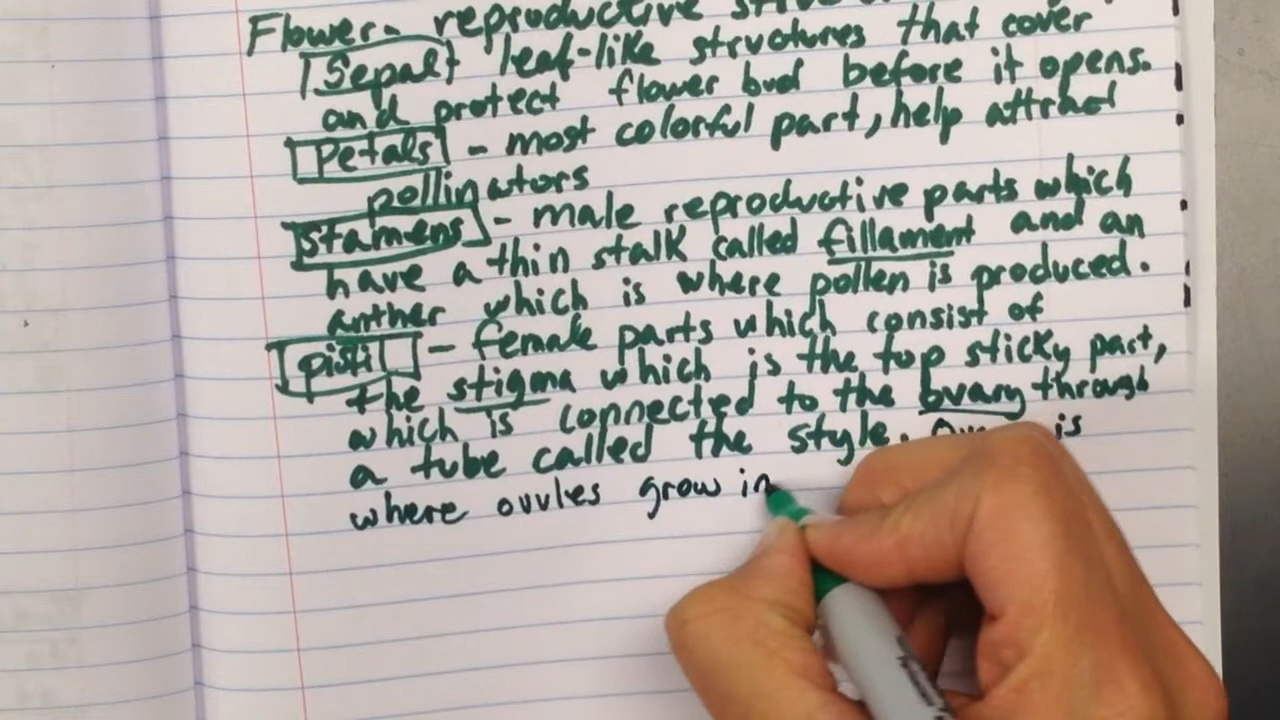 Flower - reproductive
Sepal leaf-like structures that cover
and protect flower bud before it opens.
Petals - most colorful part, help attract
pollinators
Stamens - male reproductive parts which
have a thin stalk called fillament and an
anther which is where pollen is produced.
pistil - female parts which consist of
the stigma which is the top sticky part,
which is connected to the ovary through
a tube called the style. is
where ovules grow in